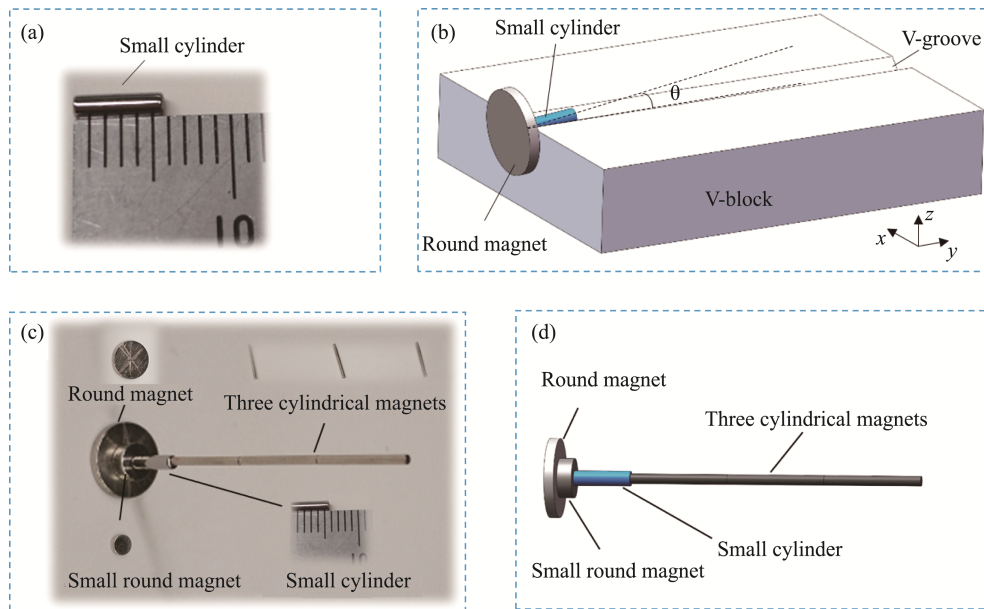 (a)
Small cylinder
10
(b)
Small cylinder
V-groove
θ
V-block
Round magnet
z
x
y
(c)
Round magnet
Three cylindrical magnets
10
Small round magnet
Small cylinder
(d)
Round magnet
Three cylindrical magnets
Small cylinder
Small round magnet